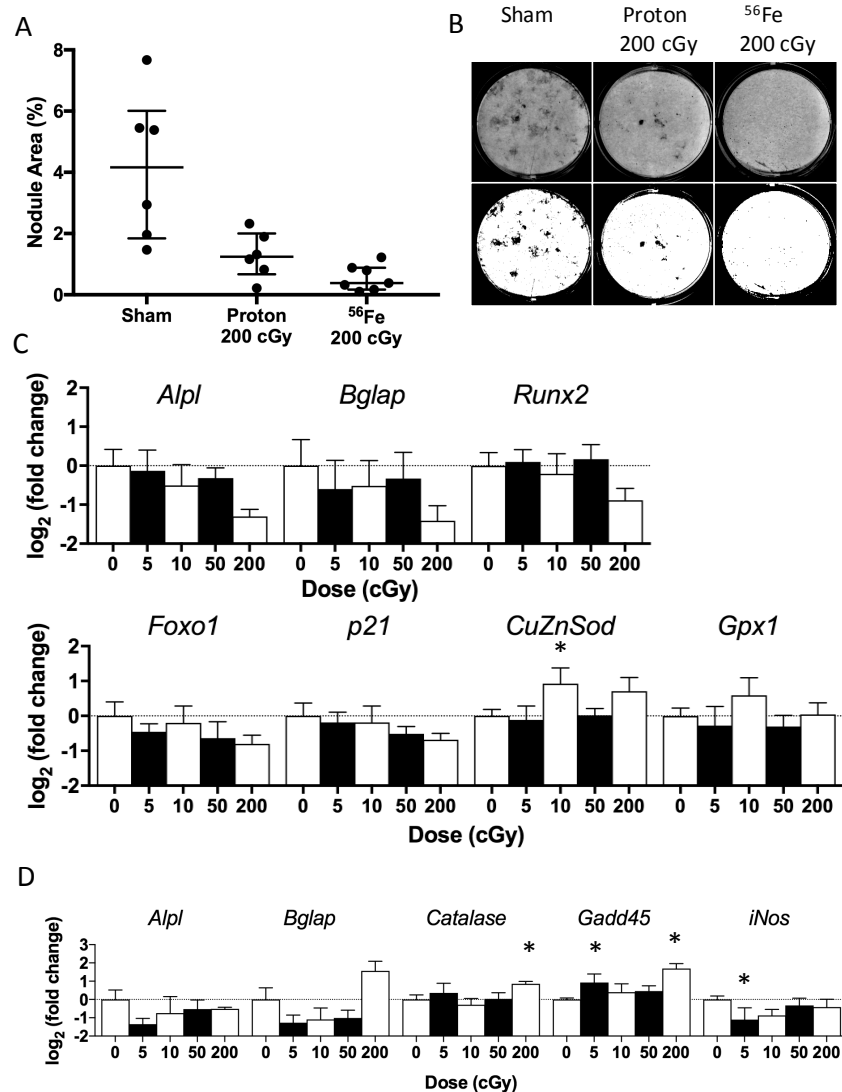 A
Nodule Area (%)
8
6
4
2
0
Sham
Proton
200 cGy
⁵⁶Fe
200 cGy
B
Sham
Proton
200 cGy
⁵⁶Fe
200 cGy
C
log₂ (fold change)
2
1
0
-1
-2
Alpl
Bglap
Runx2
0 5 10 50 200 0 5 10 50 200 0 5 10 50 200
Dose (cGy)
log₂ (fold change)
2
1
0
-1
-2
Foxo1
p21
CuZnSod
Gpx1
*
0 5 10 50 200 0 5 10 50 200 0 5 10 50 200 0 5 10 50 200
Dose (cGy)
D
log₂ (fold change)
3
2
1
0
-1
-2
Alpl
Bglap
Catalase
Gadd45
iNos
* * * *
0 5 10 50 200 0 5 10 50 200 0 5 10 50 200 0 5 10 50 200 0 5 10 50 200
Dose (cGy)